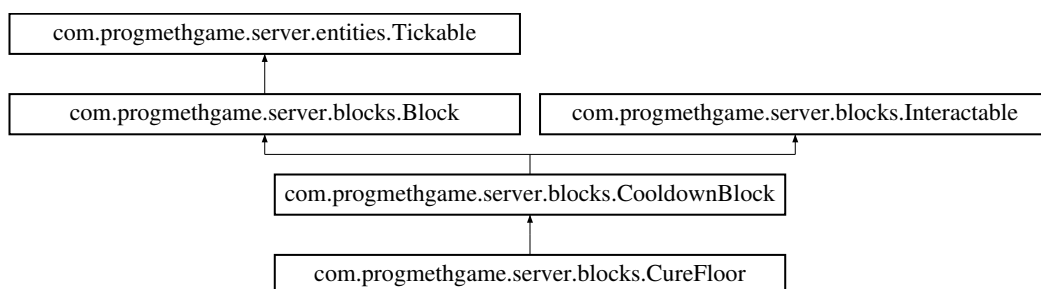 com.progmethgame.server.entities.Tickable
com.progmethgame.server.blocks.Block
com.progmethgame.server.blocks.Interactable
com.progmethgame.server.blocks.CooldownBlock
com.progmethgame.server.blocks.CureFloor